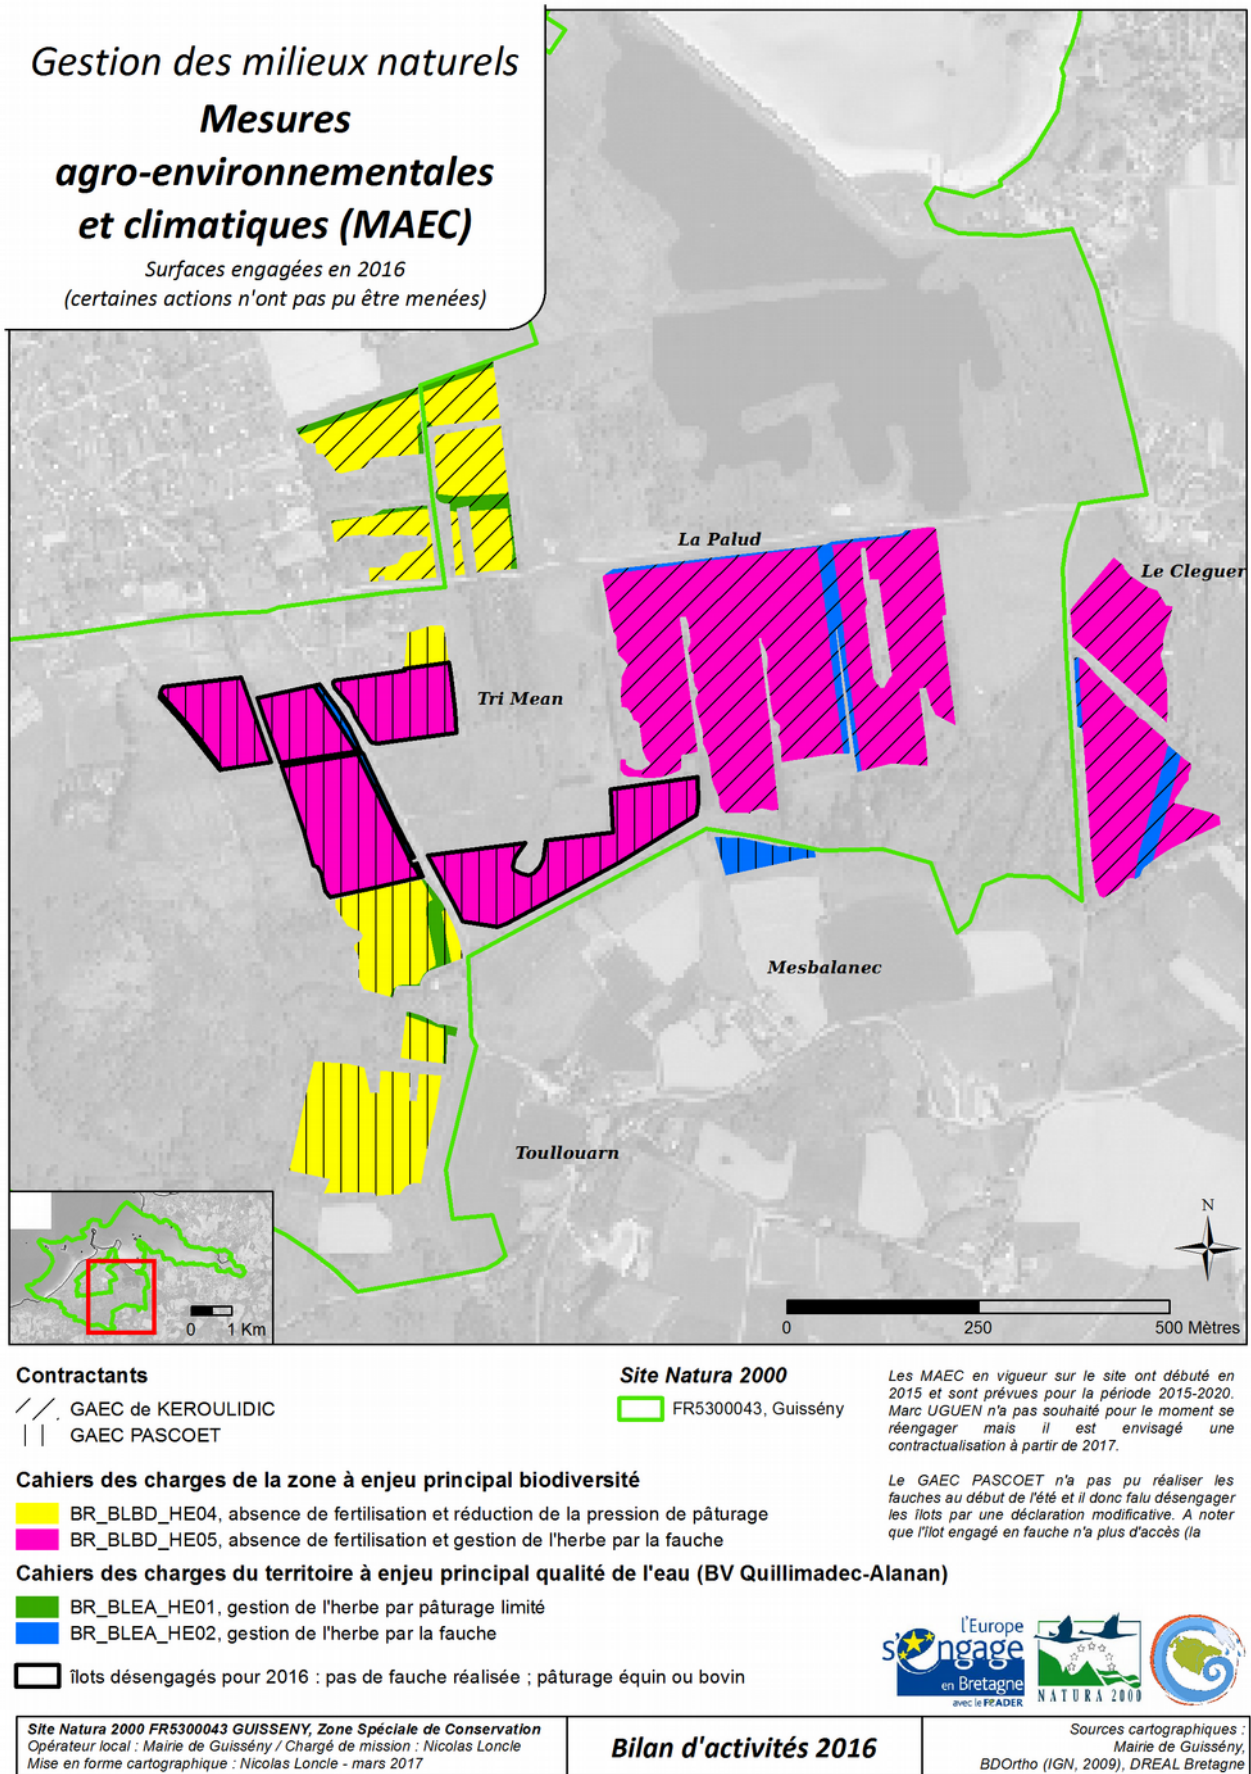 Gestion des milieux naturels
Mesures
agro-environnementales
et climatiques (MAEC)
Surfaces engagées en 2016
(certaines actions n'ont pas pu être menées)
La Palud
Le Cleguer
Tri Mean
Mesbalanec
Toullouarn
N
0 1 Km
0 250 500 Mètres
Contractants
GAEC de KEROULIDIC
GAEC PASCOET
Site Natura 2000
FR5300043, Guissény
Les MAEC en vigueur sur le site ont débuté en
2015 et sont prévues pour la période 2015-2020.
Marc UGUEN n'a pas souhaité pour le moment se
réengager mais il est envisagé une
contractualisation à partir de 2017.
Le GAEC PASCOET n'a pas pu réaliser les
fauches au début de l'été et il donc falu désengager
les îlots par une déclaration modificative. A noter
que l'îlot engagé en fauche n'a plus d'accès (la
Cahiers des charges de la zone à enjeu principal biodiversité
BR_BLBD_HE04, absence de fertilisation et réduction de la pression de pâturage
BR_BLBD_HE05, absence de fertilisation et gestion de l'herbe par la fauche
Cahiers des charges du territoire à enjeu principal qualité de l'eau (BV Quillimadec-Alanan)
BR_BLEA_HE01, gestion de l'herbe par pâturage limité
BR_BLEA_HE02, gestion de l'herbe par la fauche
îlots désengagés pour 2016 : pas de fauche réalisée ; pâturage équin ou bovin
l'Europe
s'engage
en Bretagne
avec le FEADER
NATURA 2000
Site Natura 2000 FR5300043 GUISSENY, Zone Spéciale de Conservation
Opérateur local : Mairie de Guissény / Chargé de mission : Nicolas Loncle
Mise en forme cartographique : Nicolas Loncle - mars 2017
Bilan d'activités 2016
Sources cartographiques :
Mairie de Guissény,
BDOrtho (IGN, 2009), DREAL Bretagne